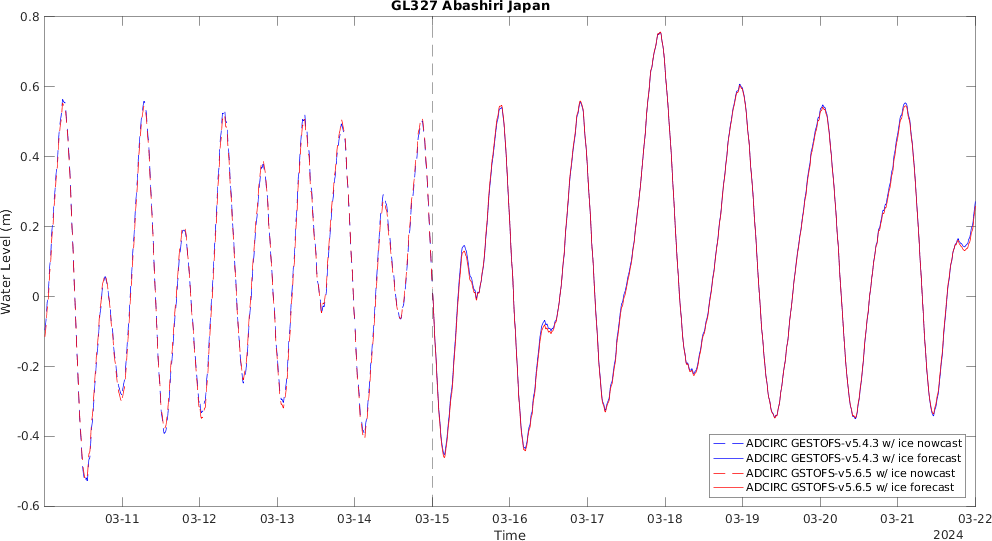 GL327 Abashiri Japan
0.8
0.6
0.4
0.2
0
-0.2
-0.4
-0.6
Water Level (m)
ADCIRC GESTOFS-v5.4.3 w/ ice nowcast
ADCIRC GESTOFS-v5.4.3 w/ ice forecast
ADCIRC GSTOFS-v5.6.5 w/ ice nowcast
ADCIRC GSTOFS-v5.6.5 w/ ice forecast
03-11 03-12 03-13 03-14 03-15 03-16 03-17 03-18 03-19 03-20 03-21 03-22
Time
2024